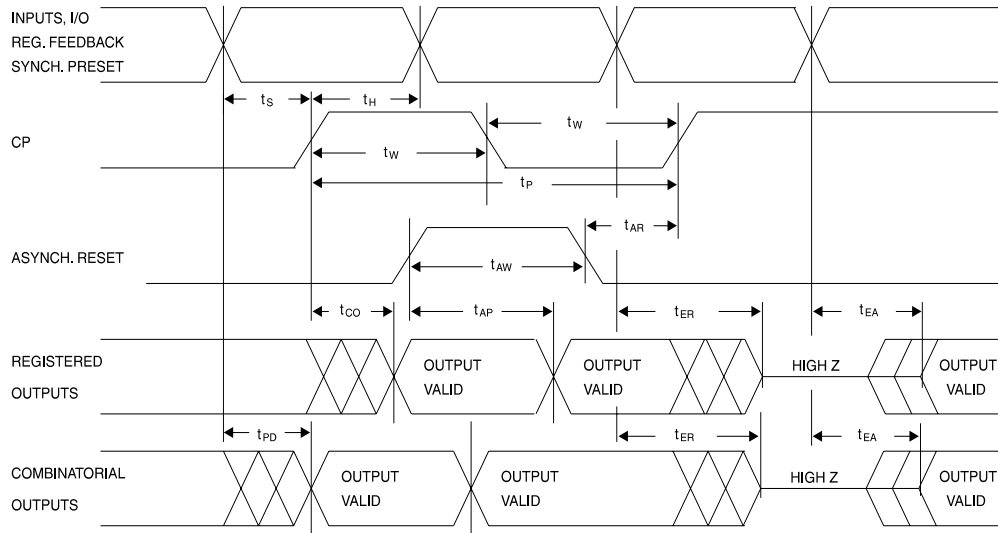 INPUTS, I/O
REG. FEEDBACK
SYNCH. PRESET
tS tH
CP
tW
tW
tP
tAR
ASYNCH. RESET
tAW
tCO tAP tER tEA
REGISTERED
OUTPUTS
OUTPUT
VALID
OUTPUT
VALID
HIGH Z
OUTPUT
VALID
tPD tER tEA
COMBINATORIAL
OUTPUTS
OUTPUT
VALID
OUTPUT
VALID
HIGH Z
OUTPUT
VALID